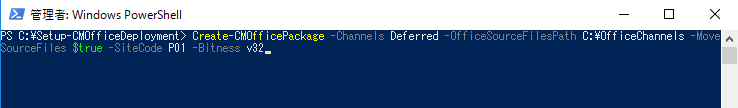 管理者: Windows PowerShell
PS C:¥Setup-CMOfficeDeployment> Create-CMOfficePackage -Channels Deferred -OfficeSourceFilesPath C:¥OfficeChannels -Move
SourceFiles $true -SiteCode P01 -Bitness v32